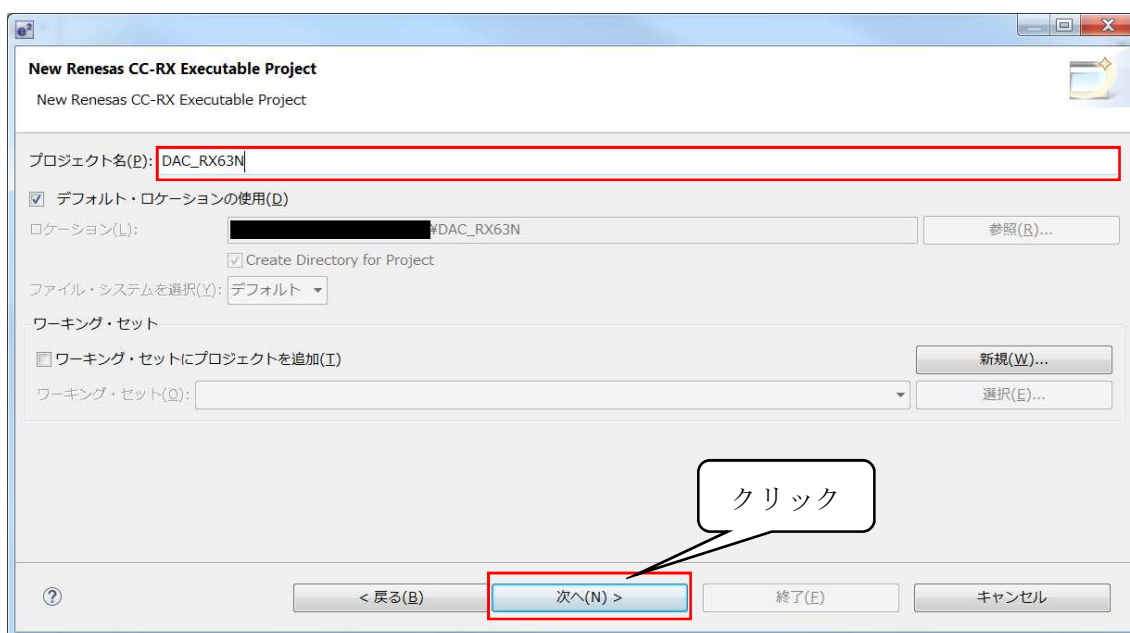 e²
New Renesas CC-RX Executable Project
New Renesas CC-RX Executable Project
プロジェクト名(P): DAC_RX63N
デフォルト・ロケーションの使用(D)
ロケーション(L): ¥DAC_RX63N 参照(R)...
Create Directory for Project
ファイル・システムを選択(Y): デフォルト
ワーキング・セット
ワーキング・セットにプロジェクトを追加(T) 新規(W)...
ワーキング・セット(O): 選択(E)...
クリック
? < 戻る(B) 次へ(N) > 終了(F) キャンセル